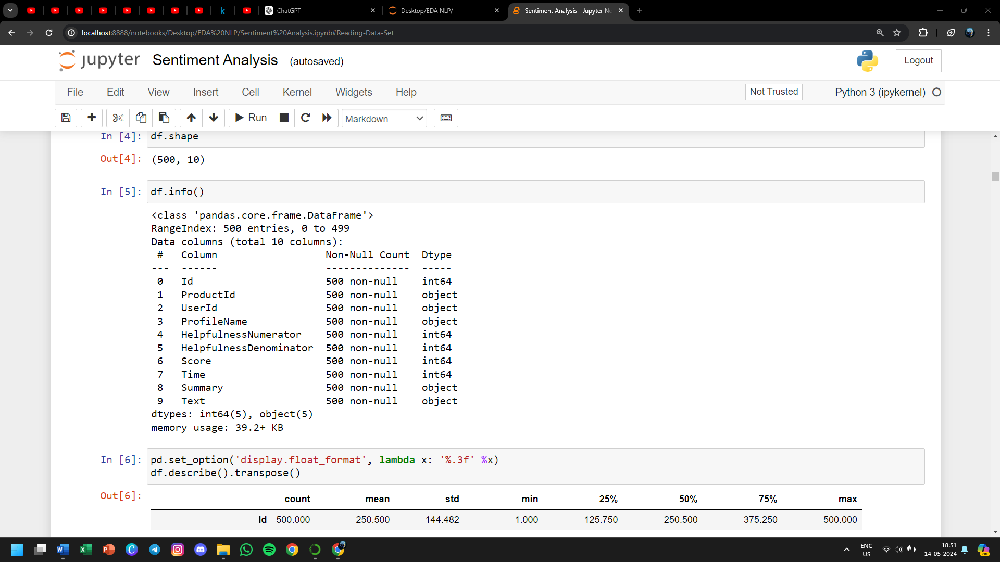 ChatGPT
Desktop/EDA NLP/
Sentiment Analysis - Jupyter No
localhost:8888/notebooks/Desktop/EDA%20NLP/Sentiment%20Analysis.ipynb#Reading-Data-Set
jupyter Sentiment Analysis (autosaved)
Logout
File Edit View Insert Cell Kernel Widgets Help
Not Trusted
Python 3 (ipykernel)
Run
Markdown
In [4]: df.shape
Out[4]: (500, 10)
In [5]: df.info()
<class 'pandas.core.frame.DataFrame'>
RangeIndex: 500 entries, 0 to 499
Data columns (total 10 columns):
# Column Non-Null Count Dtype
--- ------ -------------- -----
0 Id 500 non-null int64
1 ProductId 500 non-null object
2 UserId 500 non-null object
3 ProfileName 500 non-null object
4 HelpfulnessNumerator 500 non-null int64
5 HelpfulnessDenominator 500 non-null int64
6 Score 500 non-null int64
7 Time 500 non-null int64
8 Summary 500 non-null object
9 Text 500 non-null object
dtypes: int64(5), object(5)
memory usage: 39.2+ KB
In [6]: pd.set_option('display.float_format', lambda x: '%.3f' %x)
df.describe().transpose()
Out[6]:
count mean std min 25% 50% 75% max
Id 500.000 250.500 144.482 1.000 125.750 250.500 375.250 500.000
ENG
US
18:51
14-05-2024
PRE